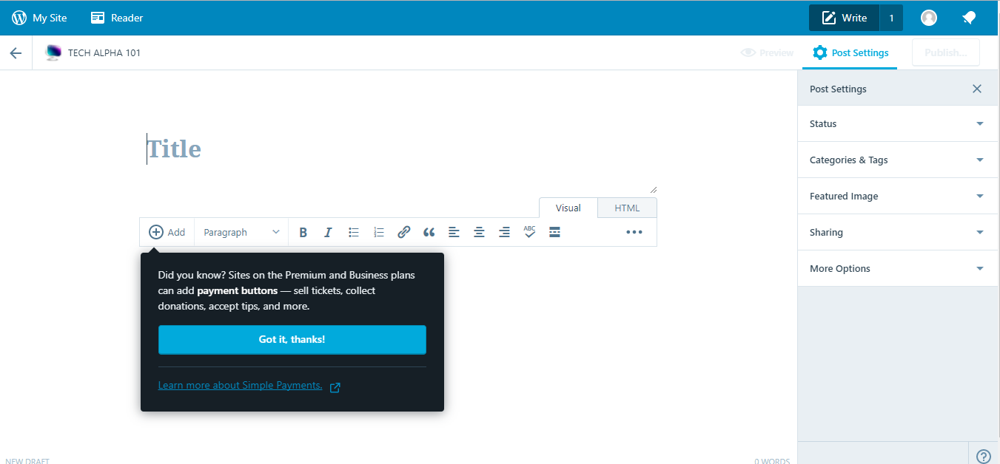 My Site
Reader
Write
1
TECH ALPHA 101
Preview
Post Settings
Publish...
Post Settings
Status
Categories & Tags
Featured Image
Sharing
More Options
Title
Visual
HTML
Add
Paragraph
B
I
ABC
Did you know? Sites on the Premium and Business plans
can add payment buttons — sell tickets, collect
donations, accept tips, and more.
Got it, thanks!
Learn more about Simple Payments.
NEW DRAFT
0 WORDS